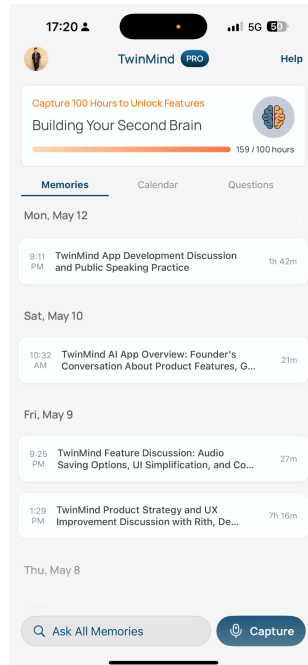 17:20
5G 50
TwinMind PRO
Help
Capture 100 Hours to Unlock Features
Building Your Second Brain
159 / 100 hours
Memories Calendar Questions
Mon, May 12
9:11 PM
TwinMind App Development Discussion
and Public Speaking Practice
1h 42m
Sat, May 10
10:32 AM
TwinMind AI App Overview: Founder's
Conversation About Product Features, G...
21m
Fri, May 9
9:25 PM
TwinMind Feature Discussion: Audio
Saving Options, UI Simplification, and Co...
27m
1:29 PM
TwinMind Product Strategy and UX
Improvement Discussion with Rith, De...
7h 16m
Thu, May 8
Ask All Memories
Capture